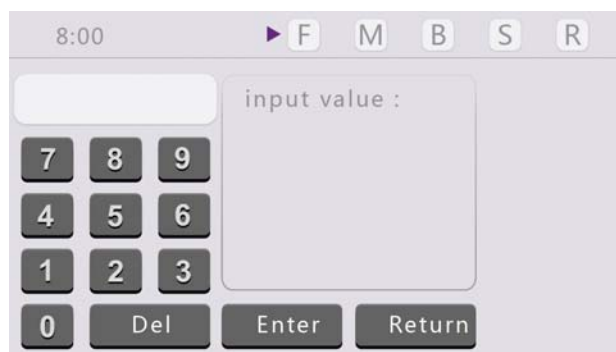 8:00 ▶ F M B S R
input value :
7 8 9
4 5 6
1 2 3
0 Del Enter Return